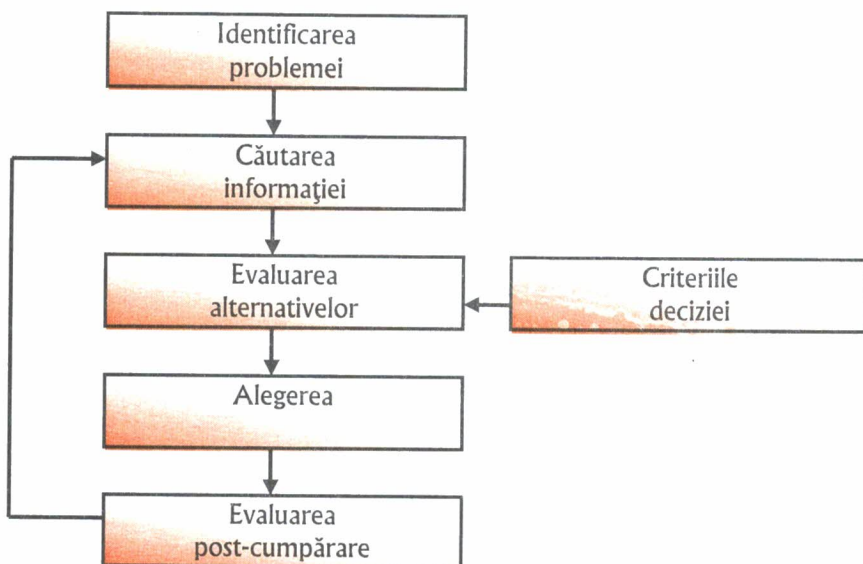 Identificarea
problemei
Căutarea
informaţiei
Evaluarea
alternativelor
Criteriile
deciziei
Alegerea
Evaluarea
post-cumpărare